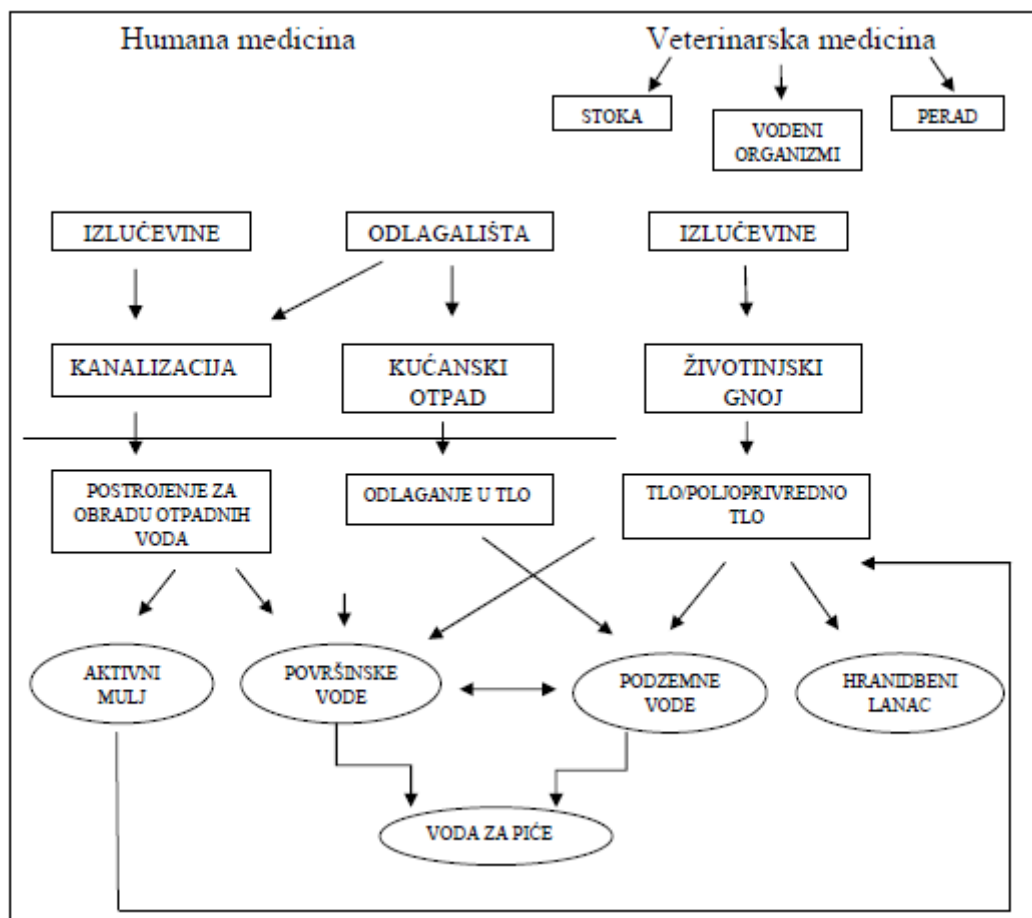 Humana medicina
Veterinarska medicina
STOKA
VODENI
ORGANIZMI
PERAD
IZLUČEVINE
ODLAGALIŠTA
IZLUČEVINE
KANALIZACIJA
KUĆANSKI
OTPAD
ŽIVOTINJSKI
GNOJ
POSTROJENJE ZA
OBRADU OTPADNIH
VODA
ODLAGANJE U TLO
TLO/POLJOPRIVREDNO
TLO
AKTIVNI
MULJ
POVRŠINSKE
VODE
PODZEMNE
VODE
HRANIDBENI
LANAC
VODA ZA PIĆE